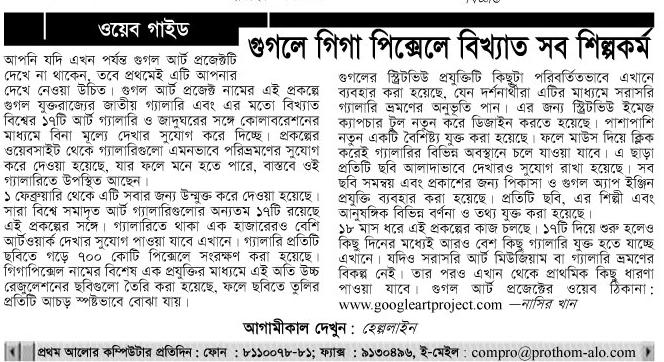 ওয়েব গাইড
গুগলে গিগা পিক্সেলে বিখ্যাত সব শিল্পকর্ম
আপনি যদি এখন পর্যন্ত গুগল আর্ট প্রজেক্টটি
দেখে না থাকেন, তবে প্রথমেই এটি আপনার
দেখে নেওয়া উচিত। গুগল আর্ট প্রজেক্ট নামের এই প্রকল্পে
গুগল যুক্তরাজ্যের জাতীয় গ্যালারি এবং এর মতো বিখ্যাত
বিশ্বের ১৭টি আর্ট গ্যালারি ও জাদুঘরের সঙ্গে কোলাবরেশনের
মাধ্যমে বিনা মূল্যে দেখার সুযোগ করে দিচ্ছে। প্রকল্পের
ওয়েবসাইট থেকে গ্যালারিগুলো এমনভাবে পরিভ্রমণের সুযোগ
করে দেওয়া হয়েছে, যার ফলে মনে হতে পারে, বাস্তবে ওই
গ্যালারিতে উপস্থিত আছেন।
১ ফেব্রুয়ারি থেকে এটি সবার জন্য উন্মুক্ত করে দেওয়া হয়েছে।
সারা বিশ্বে সমাদৃত আর্ট গ্যালারিগুলোর অন্যতম ১৭টি রয়েছে
এই প্রকল্পের সঙ্গে। গ্যালারিতে থাকা এক হাজারেরও বেশি
আর্টওয়ার্ক দেখার সুযোগ পাওয়া যাবে এখানে। গ্যালারি প্রতিটি
ছবিতে গড়ে ৭০০ কোটি পিক্সেলে সংরক্ষণ করা হয়েছে।
গিগাপিক্সেল নামের বিশেষ এক প্রযুক্তির মাধ্যমে এই অতি উচ্চ
রেজুলেশনের ছবিগুলো তৈরি করা হয়েছে, ফলে ছবিতে তুলির
প্রতিটি আচড় স্পষ্টভাবে বোঝা যায়।
গুগলের স্ট্রিটভিউ প্রযুক্তিটি কিছুটা পরিবর্তিতভাবে এখানে
ব্যবহার করা হয়েছে, যেন দর্শনার্থীরা এটির মাধ্যমে সরাসরি
গ্যালারি ভ্রমণের অনুভূতি পান। এর জন্য স্ট্রিটভিউ ইমেজ
ক্যাপচার টুল নতুন করে ডিজাইন করতে হয়েছে। পাশাপাশি
নতুন একটি বৈশিষ্ট্য যুক্ত করা হয়েছে। ফলে মাউস দিয়ে ক্লিক
করেই গ্যালারির বিভিন্ন অবস্থানে চলে যাওয়া যাবে। এ ছাড়া
প্রতিটি ছবি আলাদাভাবে দেখারও সুযোগ রাখা হয়েছে। সব
ছবি সমন্বয় এবং প্রকাশের জন্য পিকাসা ও গুগল অ্যাপ ইঞ্জিন
প্রযুক্তি ব্যবহার করা হয়েছে। প্রতিটি ছবি, এর শিল্পী এবং
আনুষঙ্গিক বিভিন্ন বর্ণনা ও তথ্য যুক্ত করা হয়েছে।
১৮ মাস ধরে এই প্রকল্পের কাজ চলছে। ১৭টি দিয়ে শুরু হলেও
কিছু দিনের মধ্যেই আরও বেশ কিছু গ্যালারি যুক্ত হতে যাচ্ছে
এখানে। যদিও সরাসরি আর্ট মিউজিয়াম বা গ্যালারি ভ্রমণের
বিকল্প নেই। তার পরও এখান থেকে প্রাথমিক কিছু ধারণা
পাওয়া যাবে। গুগল আর্ট প্রজেক্টের ওয়েব ঠিকানা:
www.googleartproject.com —নাসির খান
আগামীকাল দেখুন : হেল্পলাইন
প্রথম আলোর কম্পিউটার প্রতিদিন : ফোন : ৮১১০০৭৮-৮১; ফ্যাক্স : ৯১৩০৪৯৬, ই-মেইল : compro@prothom-alo.com